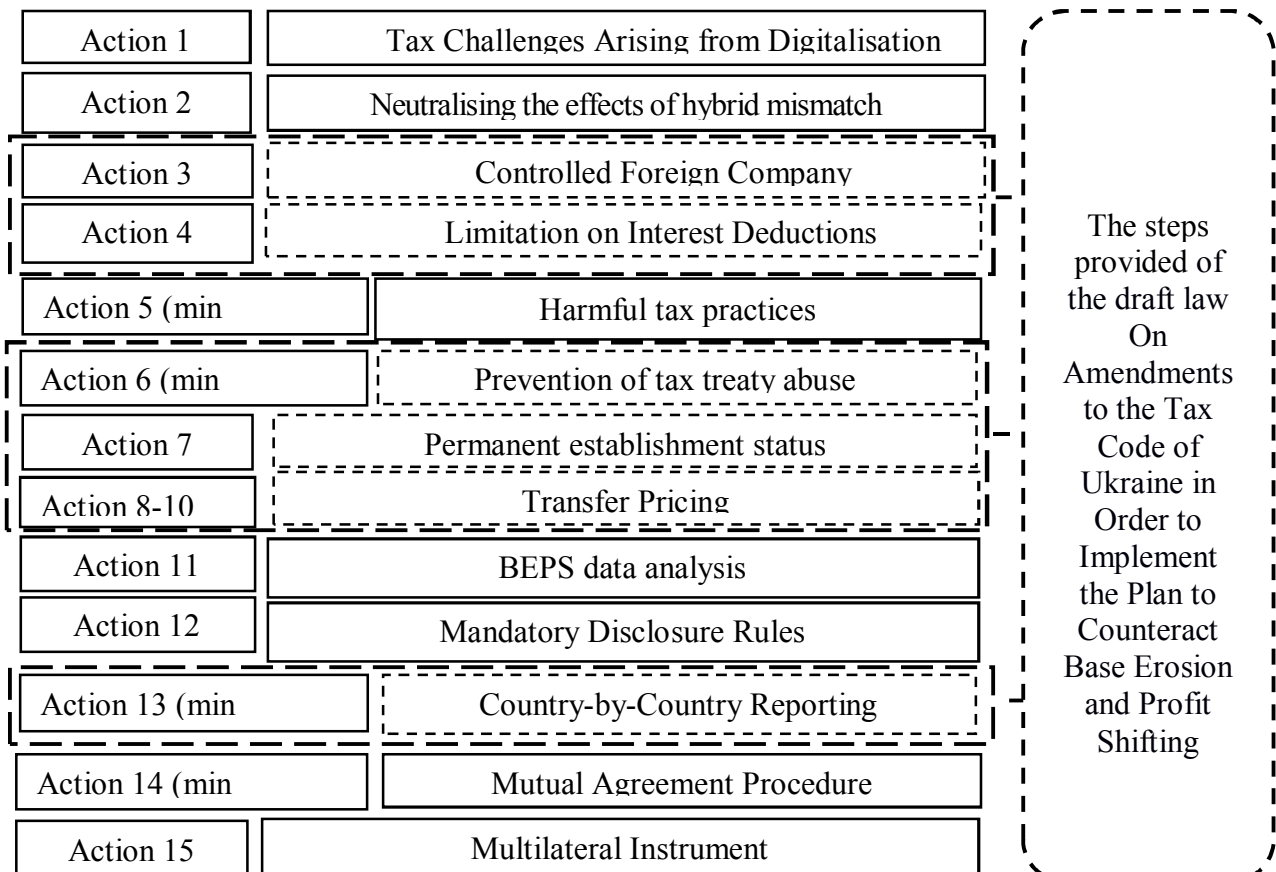 Action 1
Tax Challenges Arising from Digitalisation
Action 2
Neutralising the effects of hybrid mismatch
Action 3
Controlled Foreign Company
Action 4
Limitation on Interest Deductions
Action 5 (min
Harmful tax practices
Action 6 (min
Prevention of tax treaty abuse
Action 7
Permanent establishment status
Action 8-10
Transfer Pricing
Action 11
BEPS data analysis
Action 12
Mandatory Disclosure Rules
Action 13 (min
Country-by-Country Reporting
Action 14 (min
Mutual Agreement Procedure
Action 15
Multilateral Instrument
The steps
provided of
the draft law
On
Amendments
to the Tax
Code of
Ukraine in
Order to
Implement
the Plan to
Counteract
Base Erosion
and Profit
Shifting